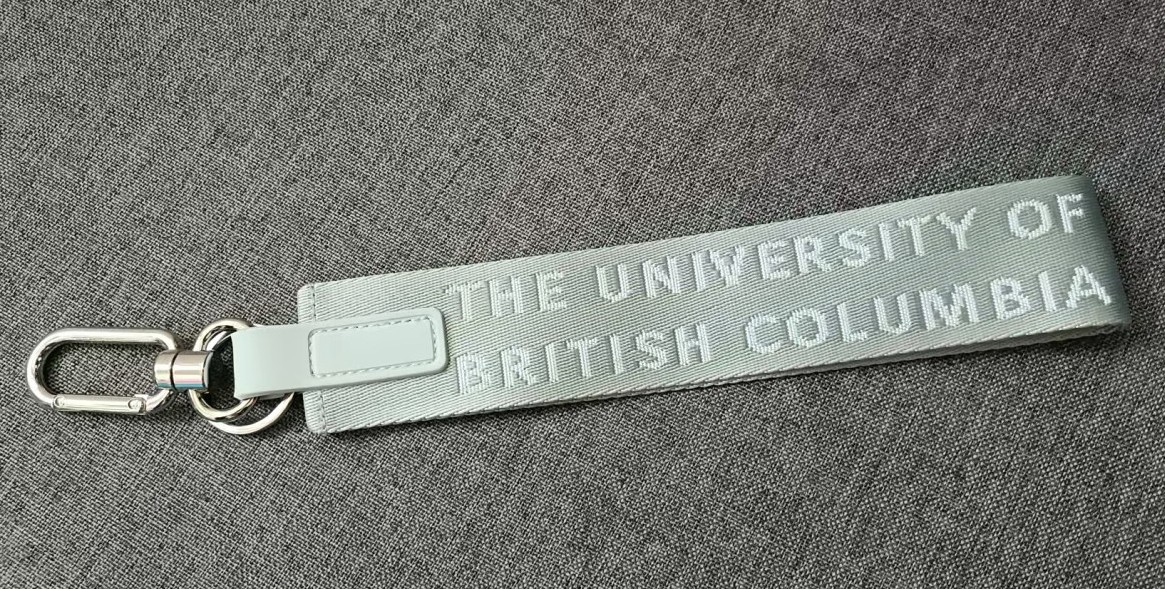 THE UNIVERSITY OF
BRITISH COLUMBIA